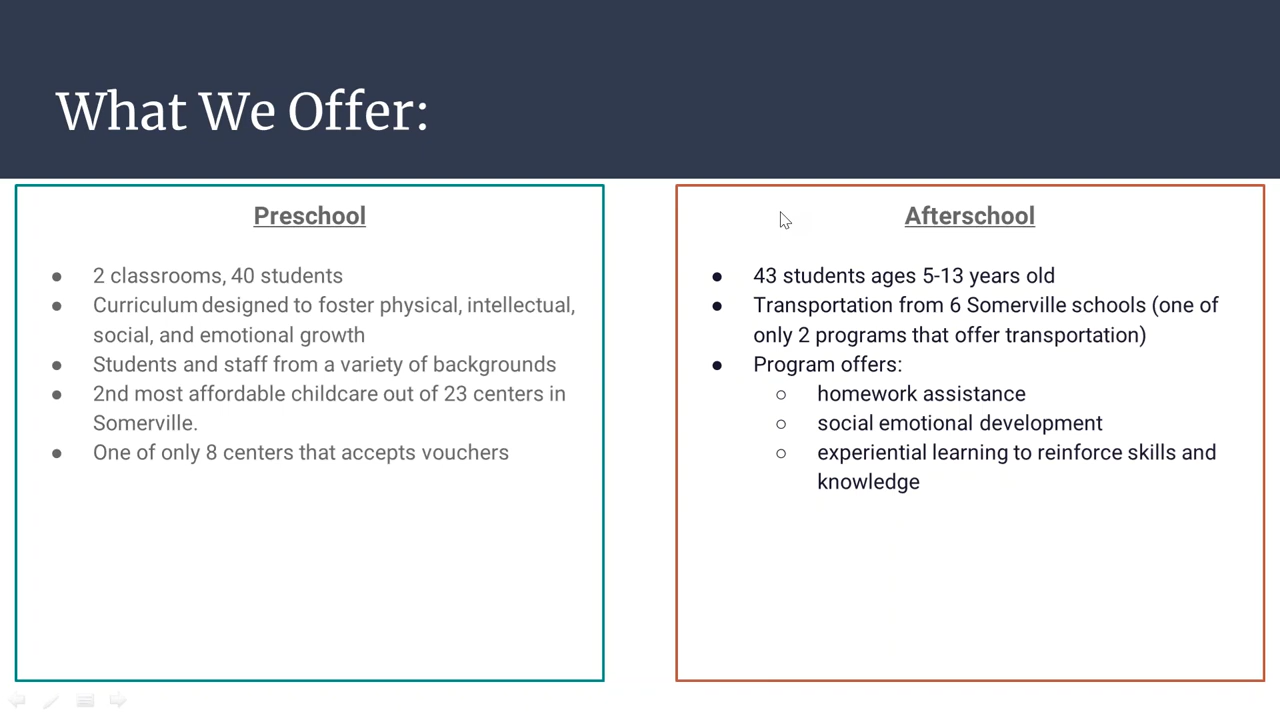 What We Offer:
Preschool
● 2 classrooms, 40 students
● Curriculum designed to foster physical, intellectual,
social, and emotional growth
● Students and staff from a variety of backgrounds
● 2nd most affordable childcare out of 23 centers in
Somerville.
● One of only 8 centers that accepts vouchers
Afterschool
● 43 students ages 5-13 years old
● Transportation from 6 Somerville schools (one of
only 2 programs that offer transportation)
● Program offers:
○ homework assistance
○ social emotional development
○ experiential learning to reinforce skills and
knowledge